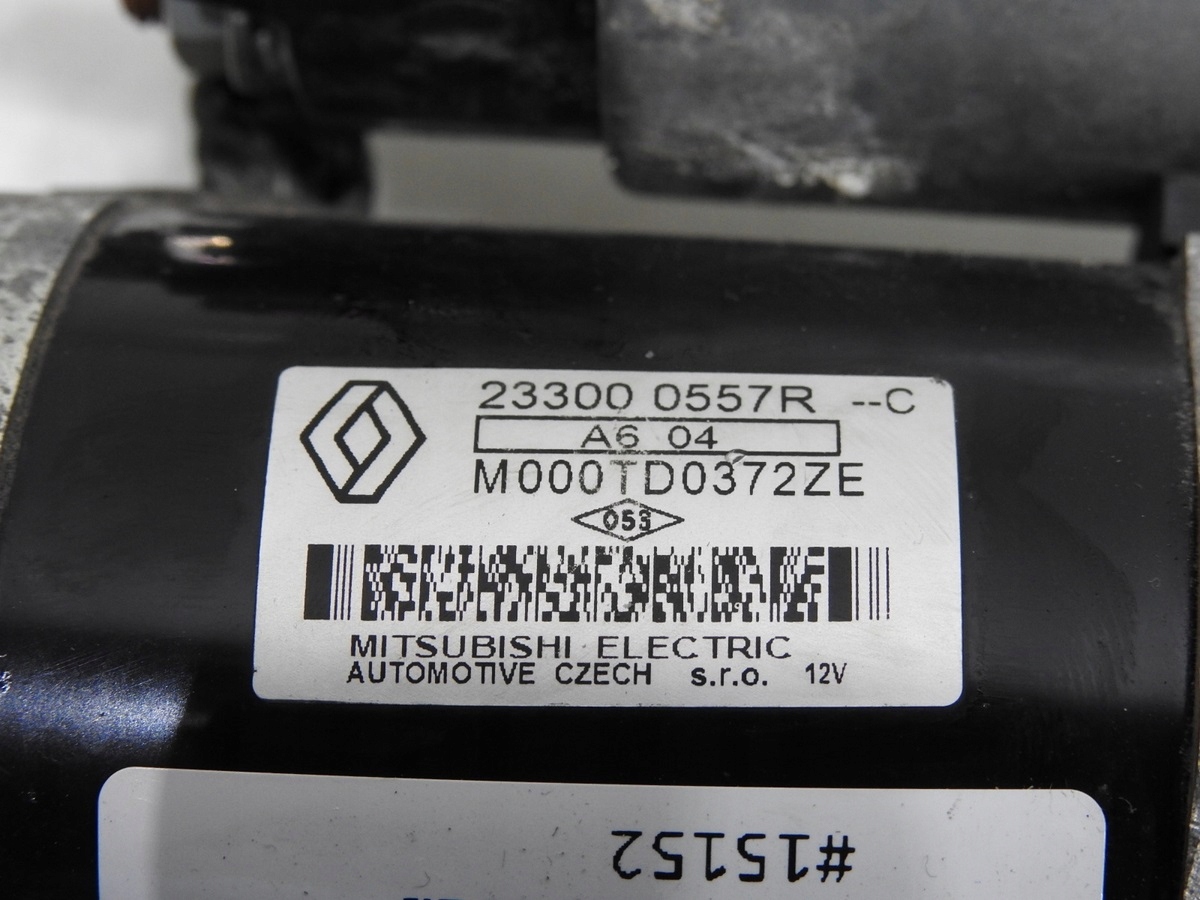 23300 0557R --C
A6 04
M000TD0372ZE
053
MITSUBISHI ELECTRIC
AUTOMOTIVE CZECH s.r.o. 12V
#15152